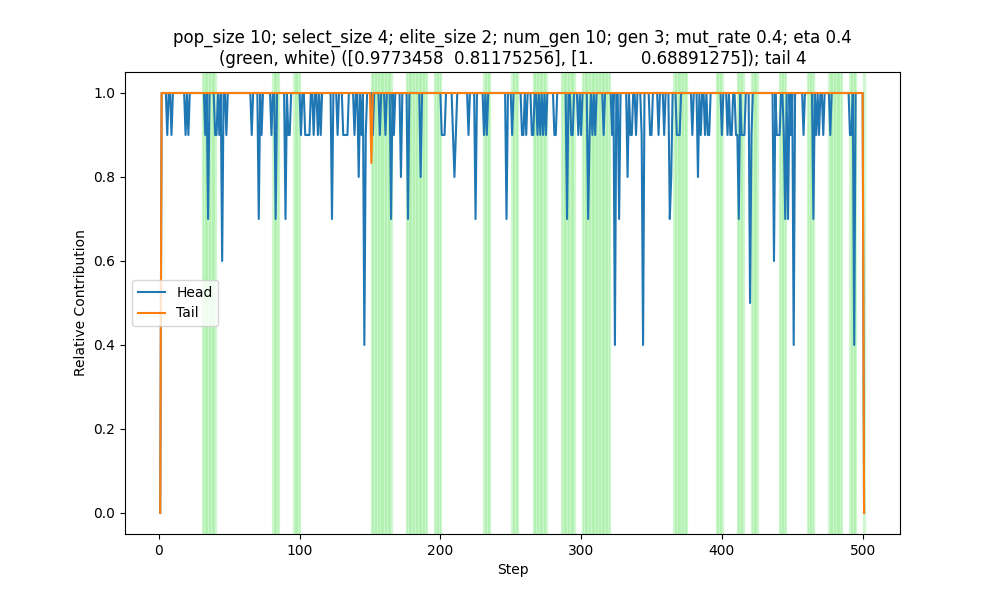 pop_size 10; select_size 4; elite_size 2; num_gen 10; gen 3; mut_rate 0.4; eta 0.4
(green, white) ([0.9773458  0.81175256], [1.         0.68891275]); tail 4
1.0
0.8
0.6
0.4
0.2
0.0
Relative Contribution
Head
Tail
0
100
200
300
400
500
Step